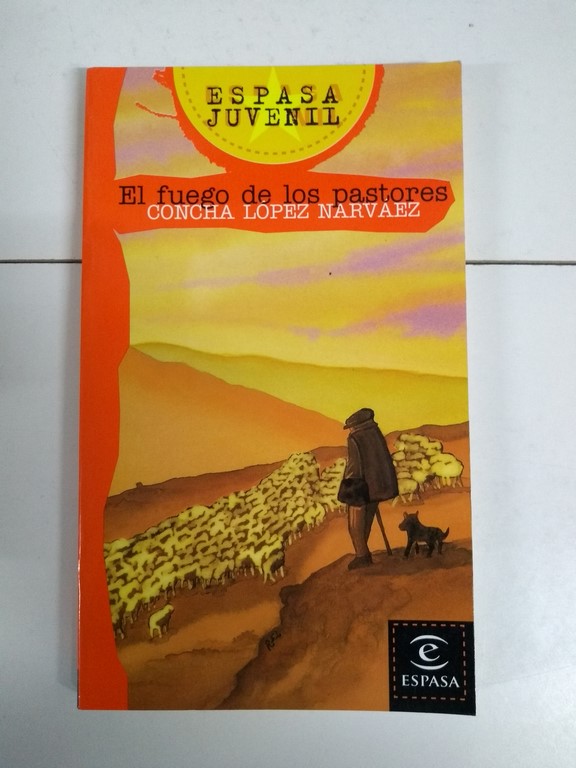 ESPASA
JUVENIL
El fuego de los pastores
CONCHA LÓPEZ NARVÁEZ
e
ESPASA